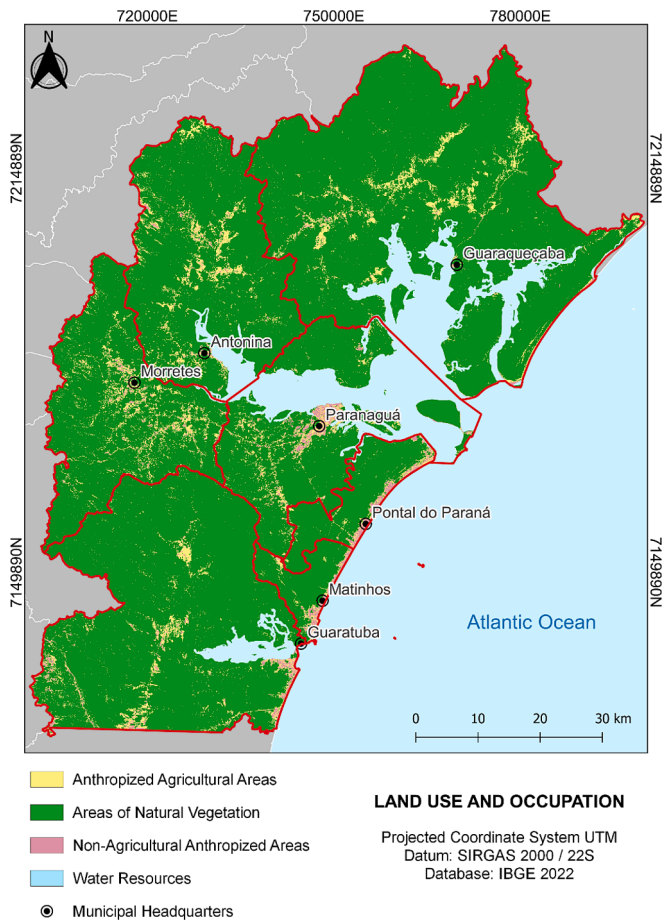 720000E 750000E 780000E
N
7214889N 7214889N
Guaraqueçaba
Antonina
Morretes
Paranaguá
Pontal do Paraná
7149890N 7149890N
Matinhos
Atlantic Ocean
Guaratuba
0 10 20 30 km
Anthropized Agricultural Areas
Areas of Natural Vegetation
Non-Agricultural Anthropized Areas
Water Resources
Municipal Headquarters
LAND USE AND OCCUPATION
Projected Coordinate System UTM
Datum: SIRGAS 2000 / 22S
Database: IBGE 2022